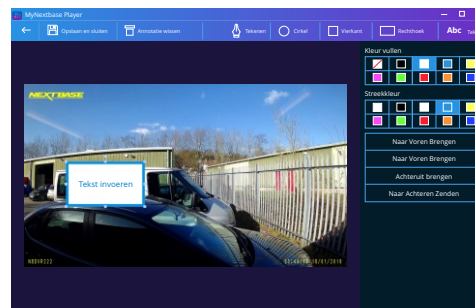 MyNextbase Player
Opslaan en sluiten
Annotatie wissen
Tekenen
Cirkel
Vierkant
Rechthoek
Abc
Kleur vullen
NEXTBASE
Streekkleur
Naar Voren Brengen
Naar Voren Brengen
Tekst invoeren
Achteruit brengen
Naar Achteren Zenden